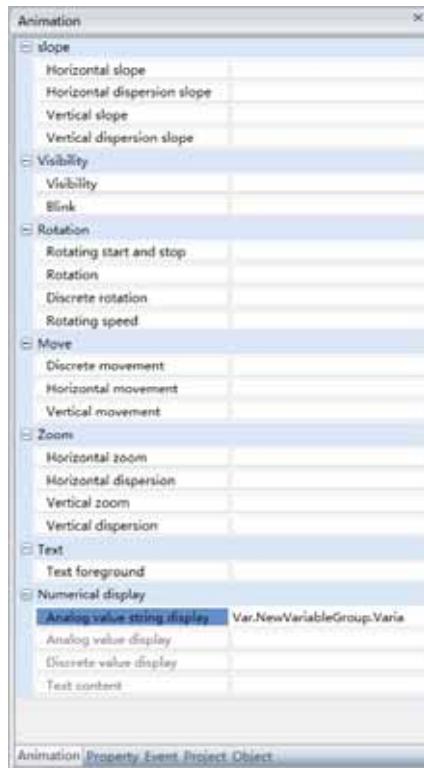 Animation
slope
Horizontal slope
Horizontal dispersion slope
Vertical slope
Vertical dispersion slope
Visibility
Visibility
Blink
Rotation
Rotating start and stop
Rotation
Discrete rotation
Rotating speed
Move
Discrete movement
Horizontal movement
Vertical movement
Zoom
Horizontal zoom
Horizontal dispersion
Vertical zoom
Vertical dispersion
Text
Text foreground
Numerical display
Analog value string display Var.NewVariableGroup.Varia
Analog value display
Discrete value display
Text content
Animation Property Event Project Object